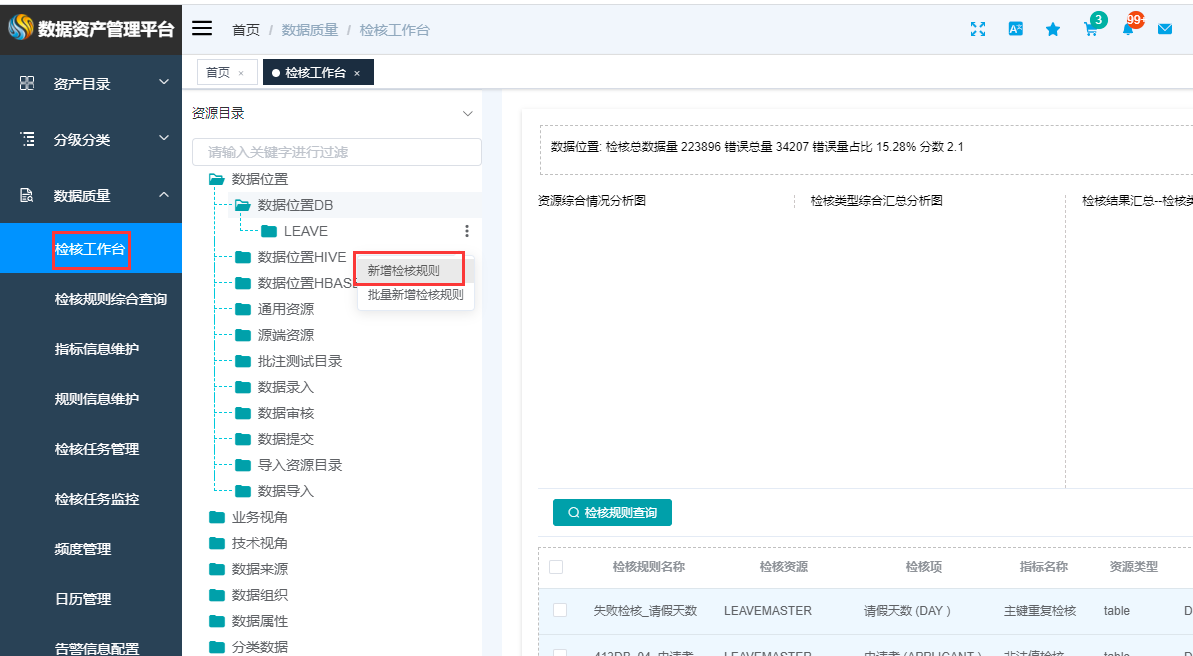 数据资产管理平台
首页 / 数据质量 / 检核工作台
3
99+
首页 ×
检核工作台 ×
资产目录
分级分类
数据质量
检核工作台
检核规则综合查询
指标信息维护
规则信息维护
检核任务管理
检核任务监控
频度管理
日历管理
告警信息配置
资源目录
请输入关键字进行过滤
数据位置
数据位置DB
LEAVE
数据位置HIVE
数据位置HBASE
通用资源
源端资源
批注测试目录
数据录入
数据审核
数据提交
导入资源目录
数据导入
业务视角
技术视角
数据来源
数据组织
数据属性
分类数据
新增检核规则
批量新增检核规则
数据位置: 检核总数据量 223896 错误总量 34207 错误量占比 15.28% 分数 2.1
资源综合情况分析图
检核类型综合汇总分析图
检核结果汇总--检核类
检核规则查询
检核规则名称 检核资源 检核项 指标名称 资源类型
失败检核_请假天数 LEAVEMASTER 请假天数 (DAY ) 主键重复检核 table D
413DB_04_申请者 LEAVEMASTER 申请者 (APPLICANT ) 非法值检核 table D